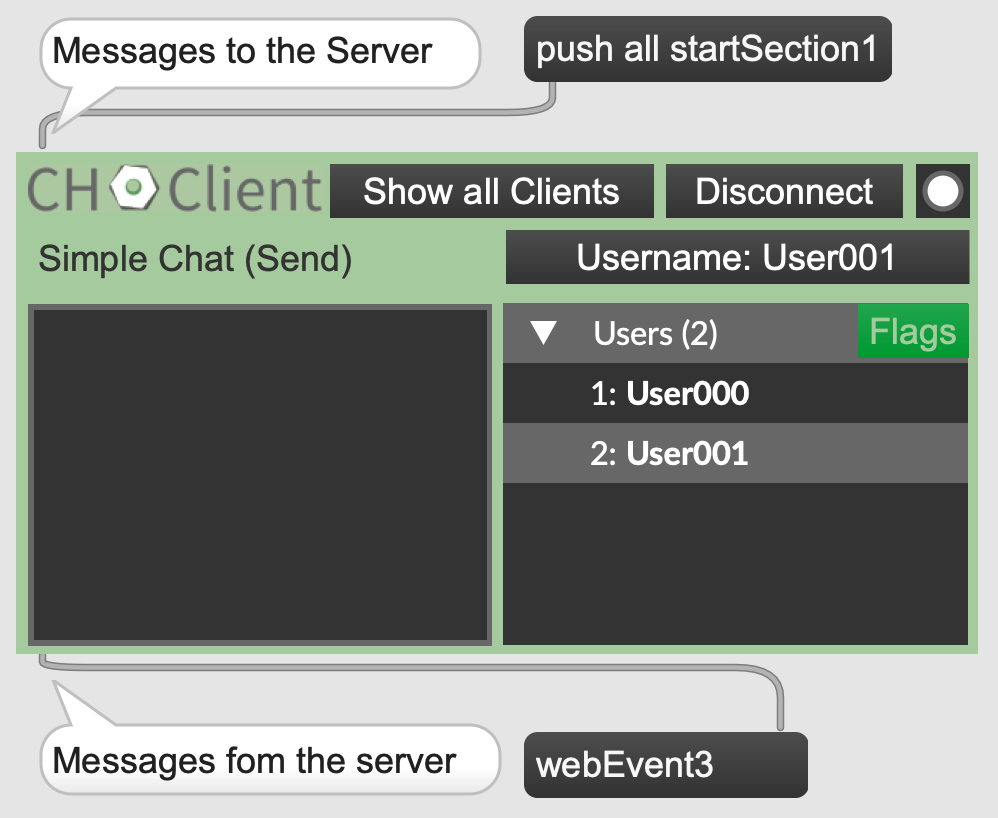 Messages to the Server
push all startSection1
CH Client
Show all Clients
Disconnect
Simple Chat (Send)
Username: User001
Users (2)
Flags
1: User000
2: User001
Messages fom the server
webEvent3